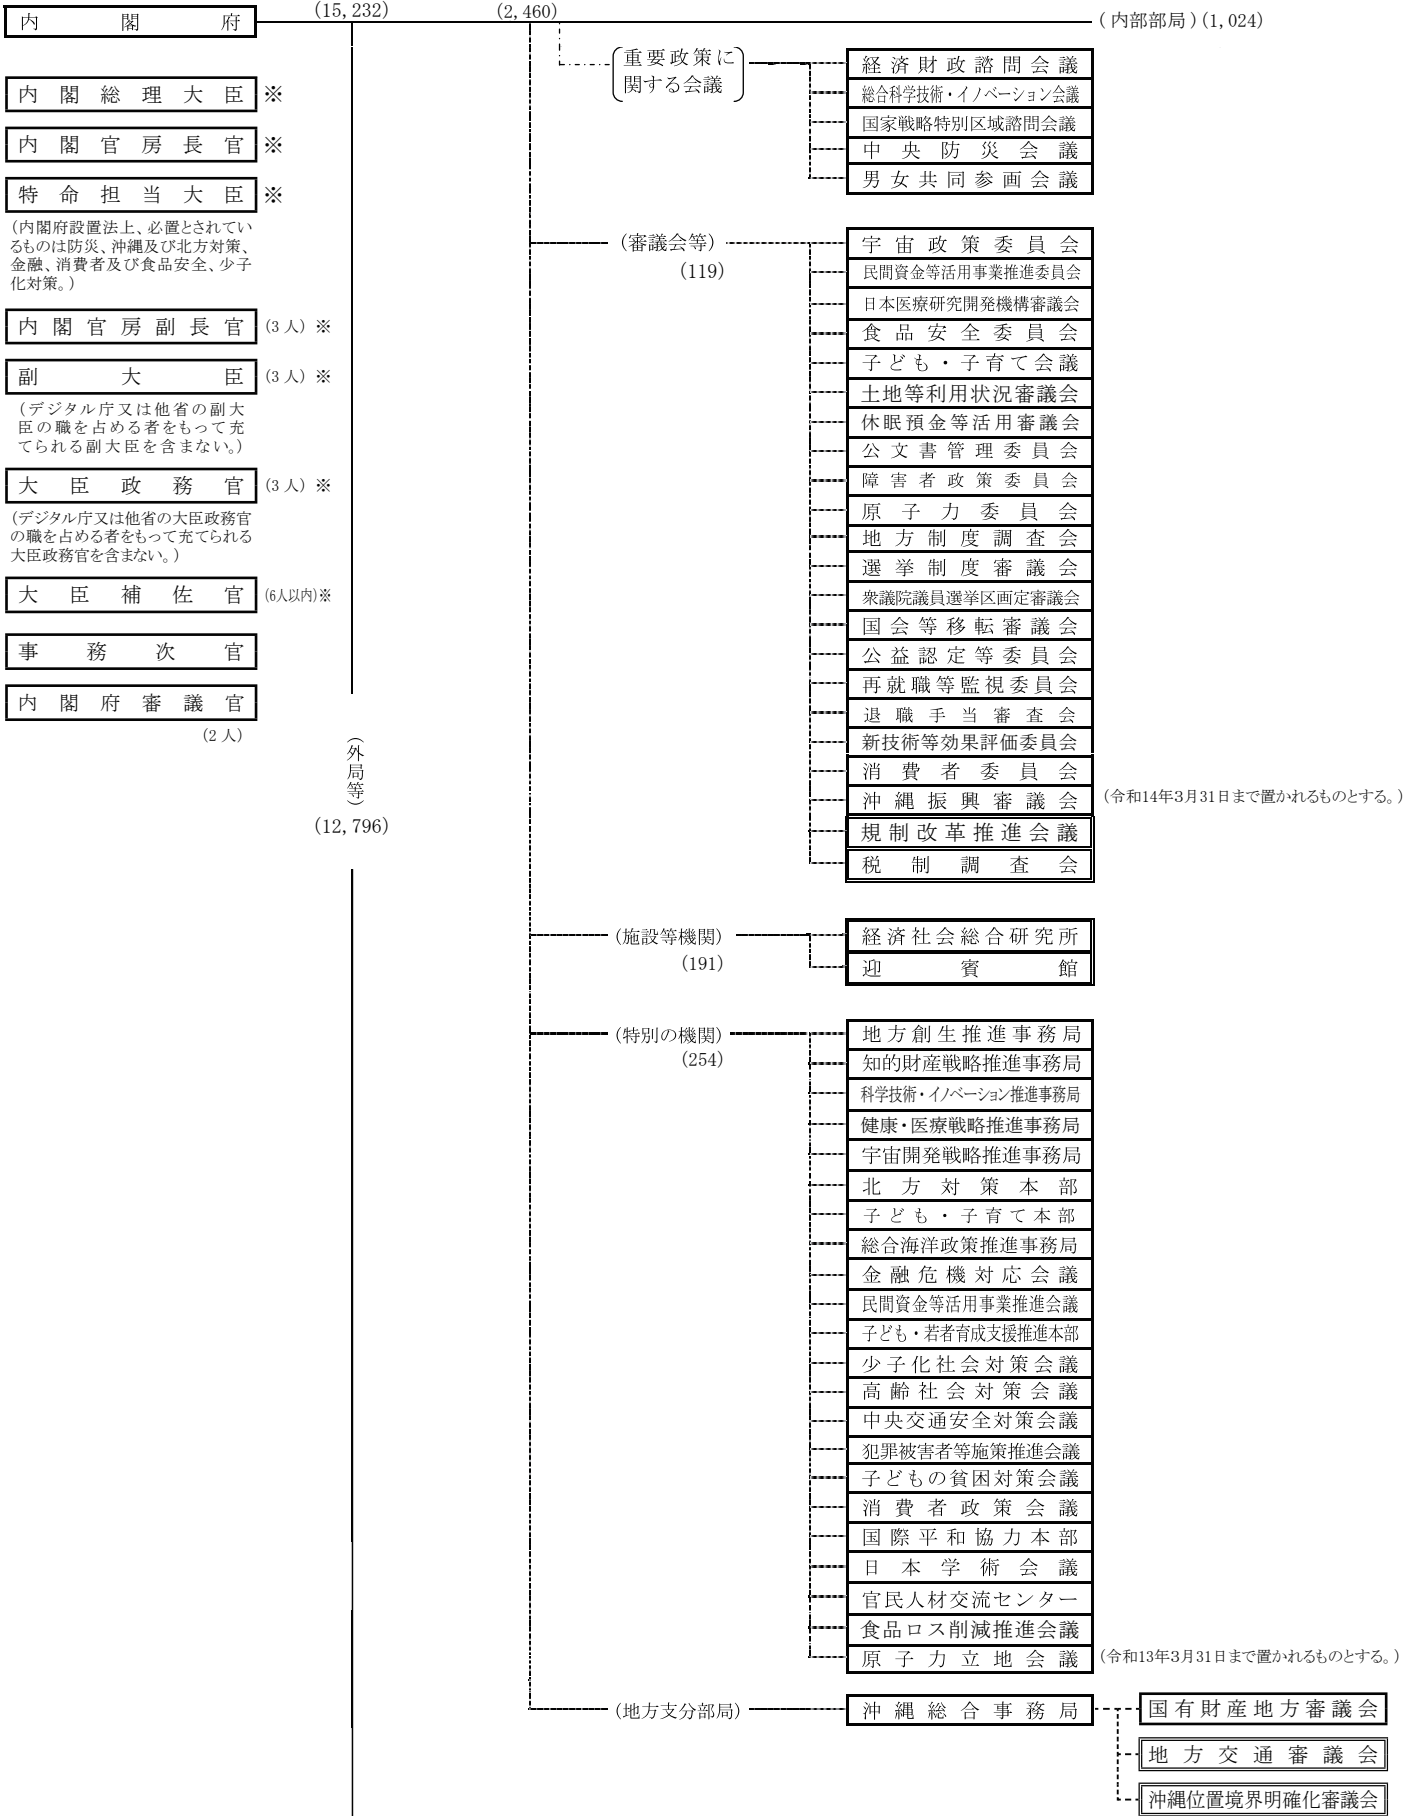 内閣府
(15,232)
(2,460)
(内部部局)(1,024)
内閣総理大臣 ※
内閣官房長官 ※
特命担当大臣 ※
(内閣府設置法上、必置とされてい
るものは防災、沖縄及び北方対策、
金融、消費者及び食品安全、少子
化対策。)
内閣官房副長官 (3人) ※
副大臣 (3人) ※
(デジタル庁又は他省の副大
臣の職を占める者をもって充
てられる副大臣を含まない。)
大臣政務官 (3人) ※
(デジタル庁又は他省の大臣政務官
の職を占める者をもって充てられる
大臣政務官を含まない。)
大臣補佐官 (6人以内)※
事務次官
内閣府審議官
(2人)
(外局等)
(12,796)
重要政策に
関する会議
経済財政諮問会議
総合科学技術・イノベーション会議
国家戦略特別区域諮問会議
中央防災会議
男女共同参画会議
(審議会等)
(119)
宇宙政策委員会
民間資金等活用事業推進委員会
日本医療研究開発機構審議会
食品安全委員会
子ども・子育て会議
土地等利用状況審議会
休眠預金等活用審議会
公文書管理委員会
障害者政策委員会
原子力委員会
地方制度調査会
選挙制度審議会
衆議院議員選挙区画定審議会
国会等移転審議会
公益認定等委員会
再就職等監視委員会
退職手当審査会
新技術等効果評価委員会
消費者委員会
沖縄振興審議会 (令和14年3月31日まで置かれるものとする。)
規制改革推進会議
税制調査会
(施設等機関)
(191)
経済社会総合研究所
迎賓館
(特別の機関)
(254)
地方創生推進事務局
知的財産戦略推進事務局
科学技術・イノベーション推進事務局
健康・医療戦略推進事務局
宇宙開発戦略推進事務局
北方対策本部
子ども・子育て本部
総合海洋政策推進事務局
金融危機対応会議
民間資金等活用事業推進会議
子ども・若者育成支援推進本部
少子化社会対策会議
高齢社会対策会議
中央交通安全対策会議
犯罪被害者等施策推進会議
子どもの貧困対策会議
消費者政策会議
国際平和協力本部
日本学術会議
官民人材交流センター
食品ロス削減推進会議
原子力立地会議 (令和13年3月31日まで置かれるものとする。)
(地方支分部局)
沖縄総合事務局
国有財産地方審議会
地方交通審議会
沖縄位置境界明確化審議会